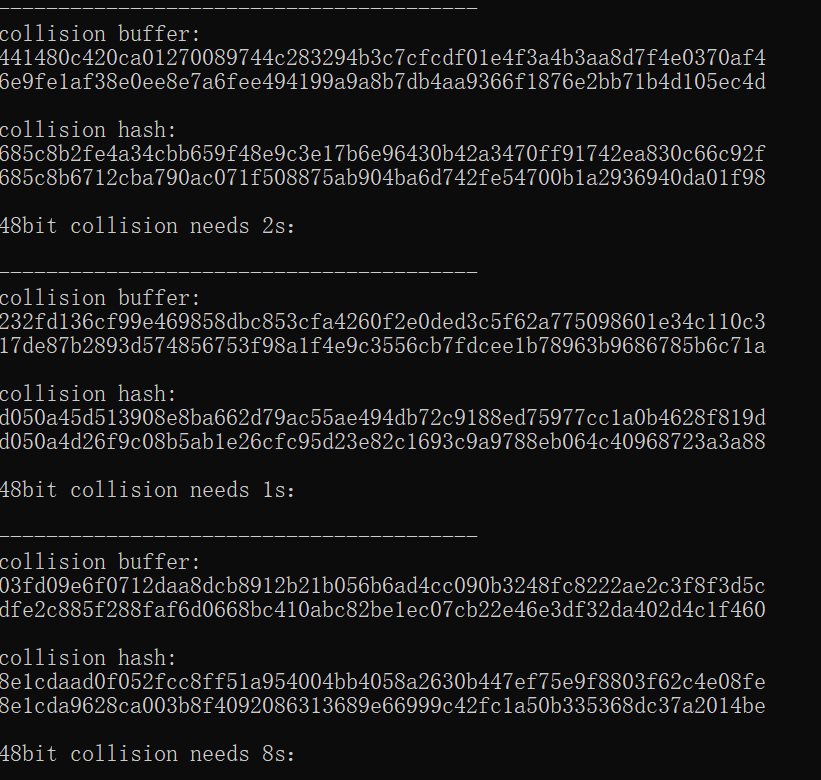 ----------------------------------------
collision buffer:
441480c420ca01270089744c283294b3c7cfcdf01e4f3a4b3aa8d7f4e0370af4
6e9fe1af38e0ee8e7a6fee494199a9a8b7db4aa9366f1876e2bb71b4d105ec4d
collision hash:
685c8b2fe4a34cbb659f48e9c3e17b6e96430b42a3470ff91742ea830c66c92f
685c8b6712cba790ac071f508875ab904ba6d742fe54700b1a2936940da01f98
48bit collision needs 2s:
----------------------------------------
collision buffer:
232fd136cf99e469858dbc853cfa4260f2e0ded3c5f62a775098601e34c110c3
17de87b2893d574856753f98a1f4e9c3556cb7fdcee1b78963b9686785b6c71a
collision hash:
d050a45d513908e8ba662d79ac55ae494db72c9188ed75977cc1a0b4628f819d
d050a4d26f9c08b5ab1e26cfc95d23e82c1693c9a9788eb064c40968723a3a88
48bit collision needs 1s:
----------------------------------------
collision buffer:
03fd09e6f0712daa8dcb8912b21b056b6ad4cc090b3248fc8222ae2c3f8f3d5c
dfe2c885f288faf6d0668bc410abc82be1ec07cb22e46e3df32da402d4c1f460
collision hash:
8e1cdaad0f052fcc8ff51a954004bb4058a2630b447ef75e9f8803f62c4e08fe
8e1cda9628ca003b8f4092086313689e66999c42fc1a50b335368dc37a2014be
48bit collision needs 8s: